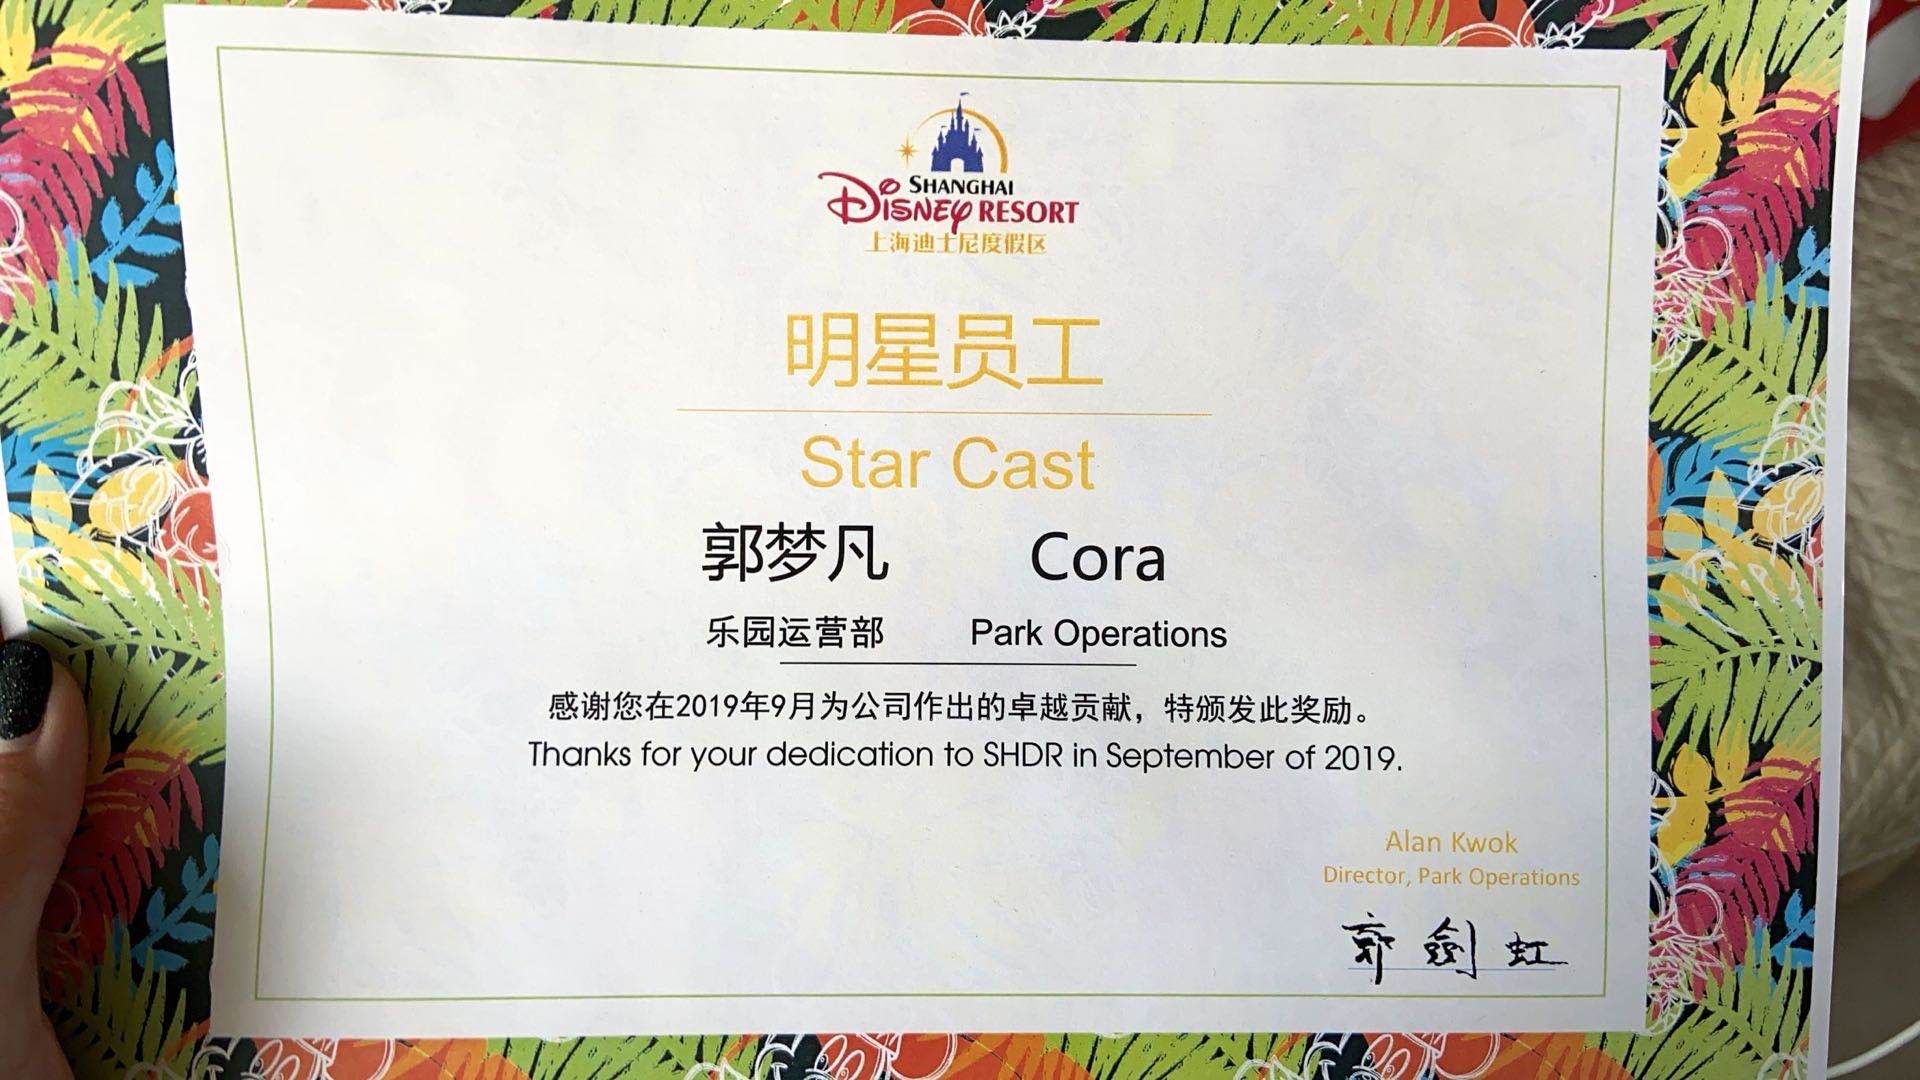 SHANGHAI
DISNEY RESORT
上海迪士尼度假区
明星员工
Star Cast
郭梦凡 Cora
乐园运营部 Park Operations
感谢您在2019年9月为公司作出的卓越贡献，特颁发此奖励。
Thanks for your dedication to SHDR in September of 2019.
Alan Kwok
Director, Park Operations
郭劍虹